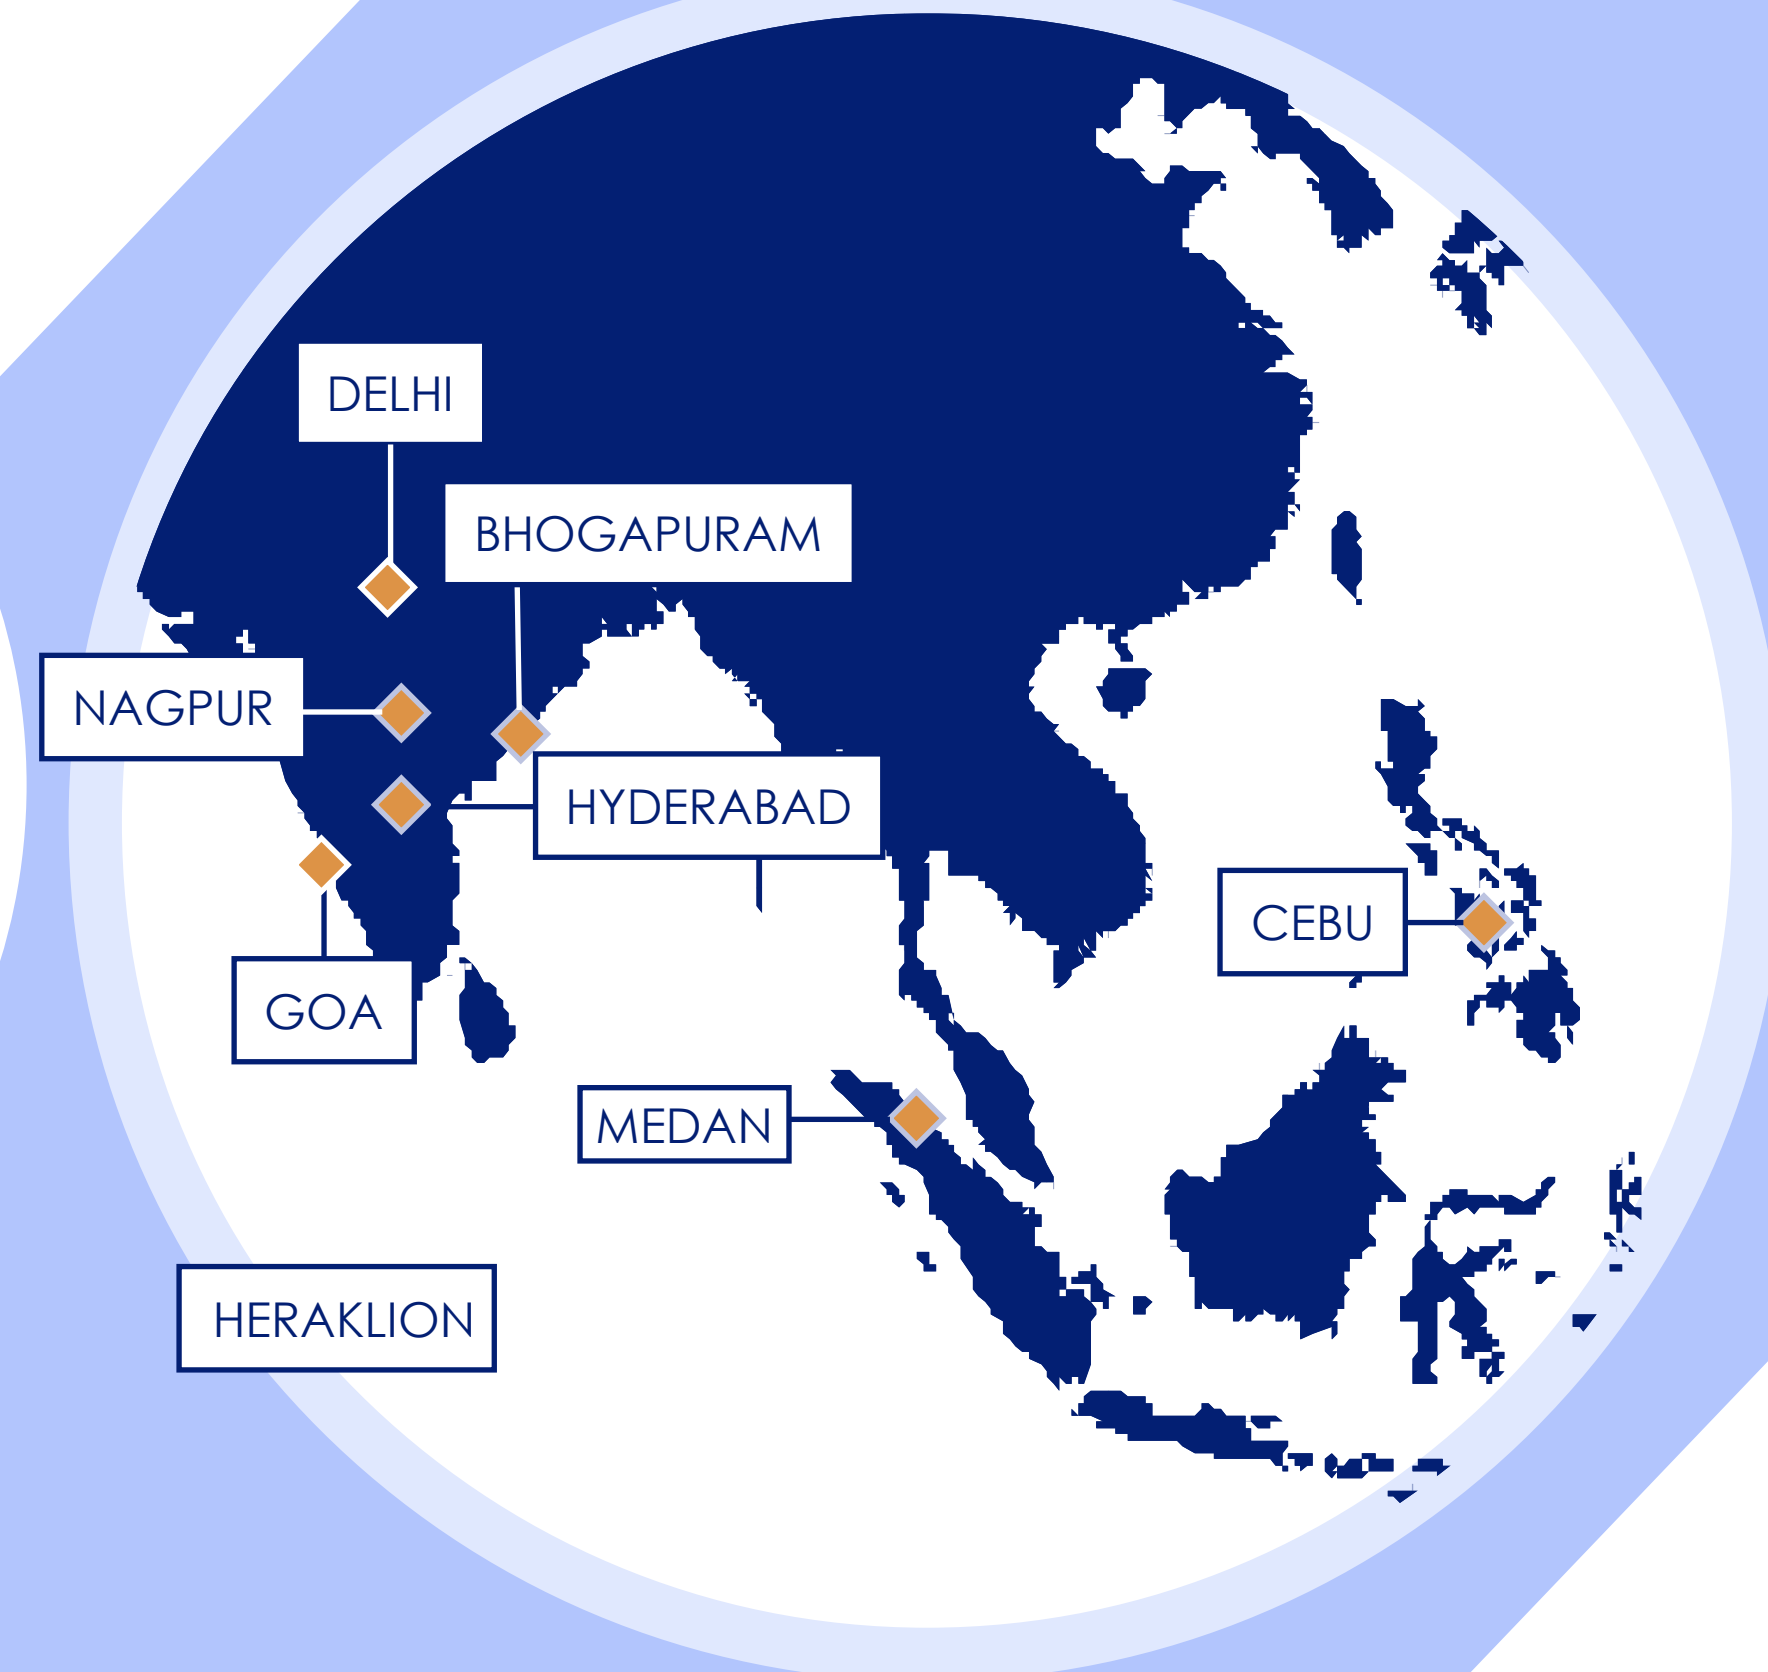 DELHI
BHOGAPURAM
NAGPUR
HYDERABAD
CEBU
GOA
MEDAN
HERAKLION